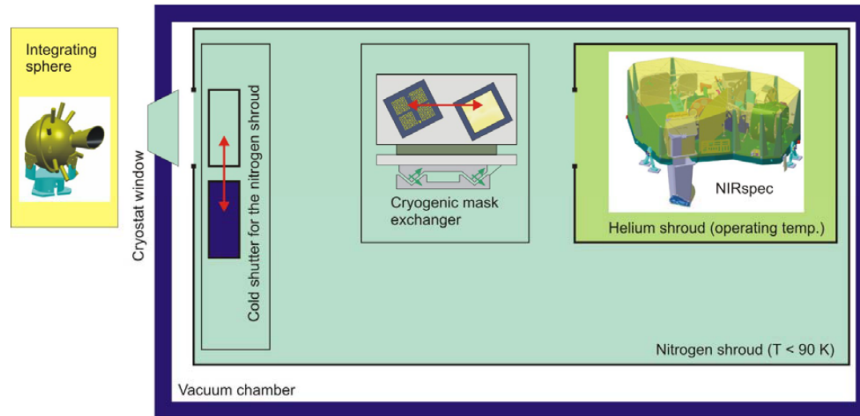 Integrating
sphere
Cryostat window
Cold shutter for the nitrogen shroud
Cryogenic mask
exchanger
NIRspec
Helium shroud (operating temp.)
Nitrogen shroud (T < 90 K)
Vacuum chamber